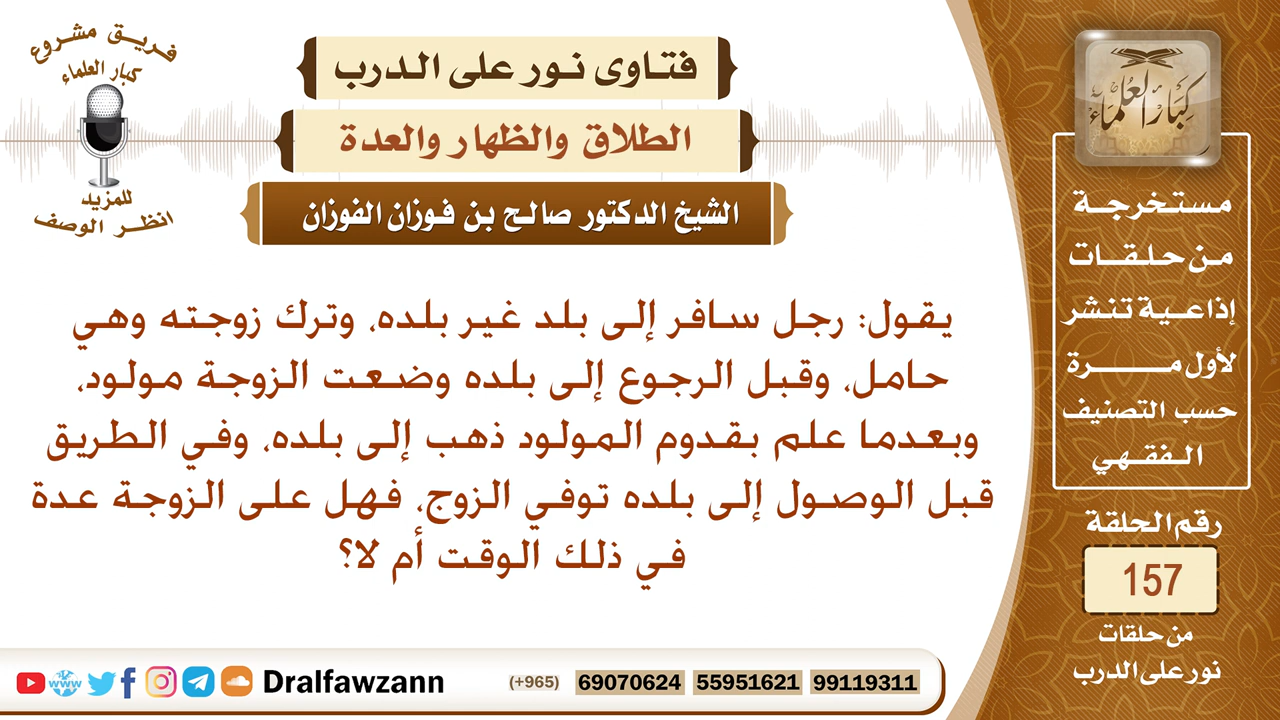 فريق مشروع
كبار العلماء
للمزيد
انظر الوصف
فتاوى نور على الدرب
الطلاق والظهار والعدة
الشيخ الدكتور صالح بن فوزان الفوزان
يقول: رجل سافر إلى بلد غير بلده، وترك زوجته وهي
حامل، وقبل الرجوع إلى بلده وضعت الزوجة مولود،
وبعدما علم بقدوم المولود ذهب إلى بلده، وفي الطريق
قبل الوصول إلى بلده توفي الزوج، فهل على الزوجة عدة
في ذلك الوقت أم لا؟
كبار العلماء
مستخرجة
من حلقات
إذاعية تنشر
لأول مرة
حسب التصنيف
الفقهي
رقم الحلقة
157
من حلقات
نور على الدرب
www
Dralfawzann (+965) 69070624 55951621 99119311